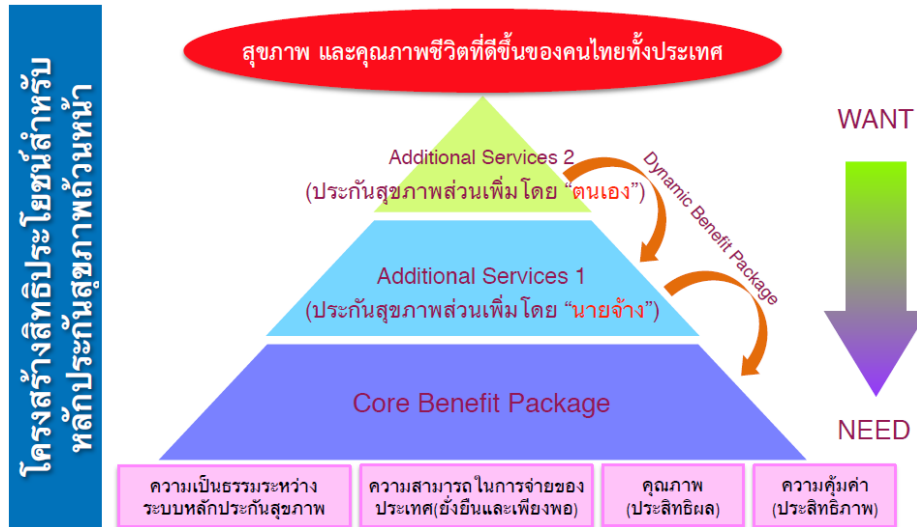 โครงสร้างสิทธิประโยชน์สำหรับ
หลักประกันสุขภาพถ้วนหน้า
สุขภาพ และคุณภาพชีวิตที่ดีขึ้นของคนไทยทั้งประเทศ
Additional Services 2
(ประกันสุขภาพส่วนเพิ่มโดย “ตนเอง”)
Additional Services 1
(ประกันสุขภาพส่วนเพิ่มโดย “นายจ้าง”)
Core Benefit Package
Dynamic Benefit Package
WANT
NEED
ความเป็นธรรมระหว่าง
ระบบหลักประกันสุขภาพ
ความสามารถในการจ่ายของ
ประเทศ(ยั่งยืนและเพียงพอ)
คุณภาพ
(ประสิทธิผล)
ความคุ้มค่า
(ประสิทธิภาพ)